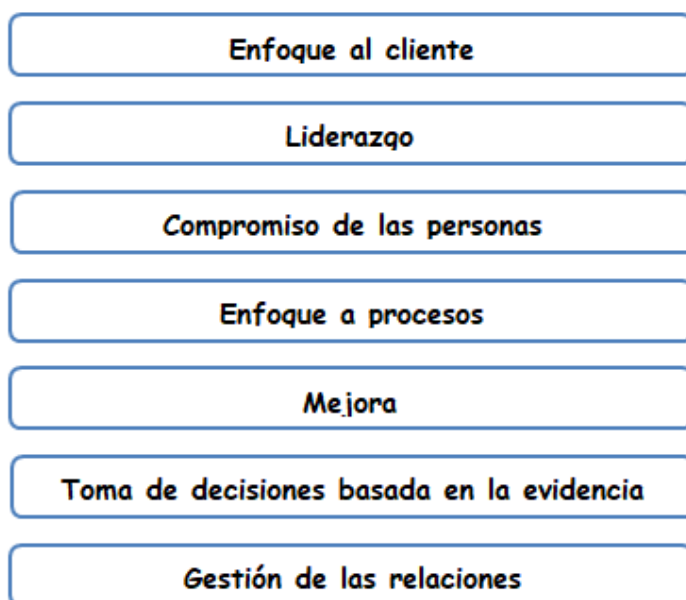 Enfoque al cliente
Liderazgo
Compromiso de las personas
Enfoque a procesos
Mejora
Toma de decisiones basada en la evidencia
Gestión de las relaciones